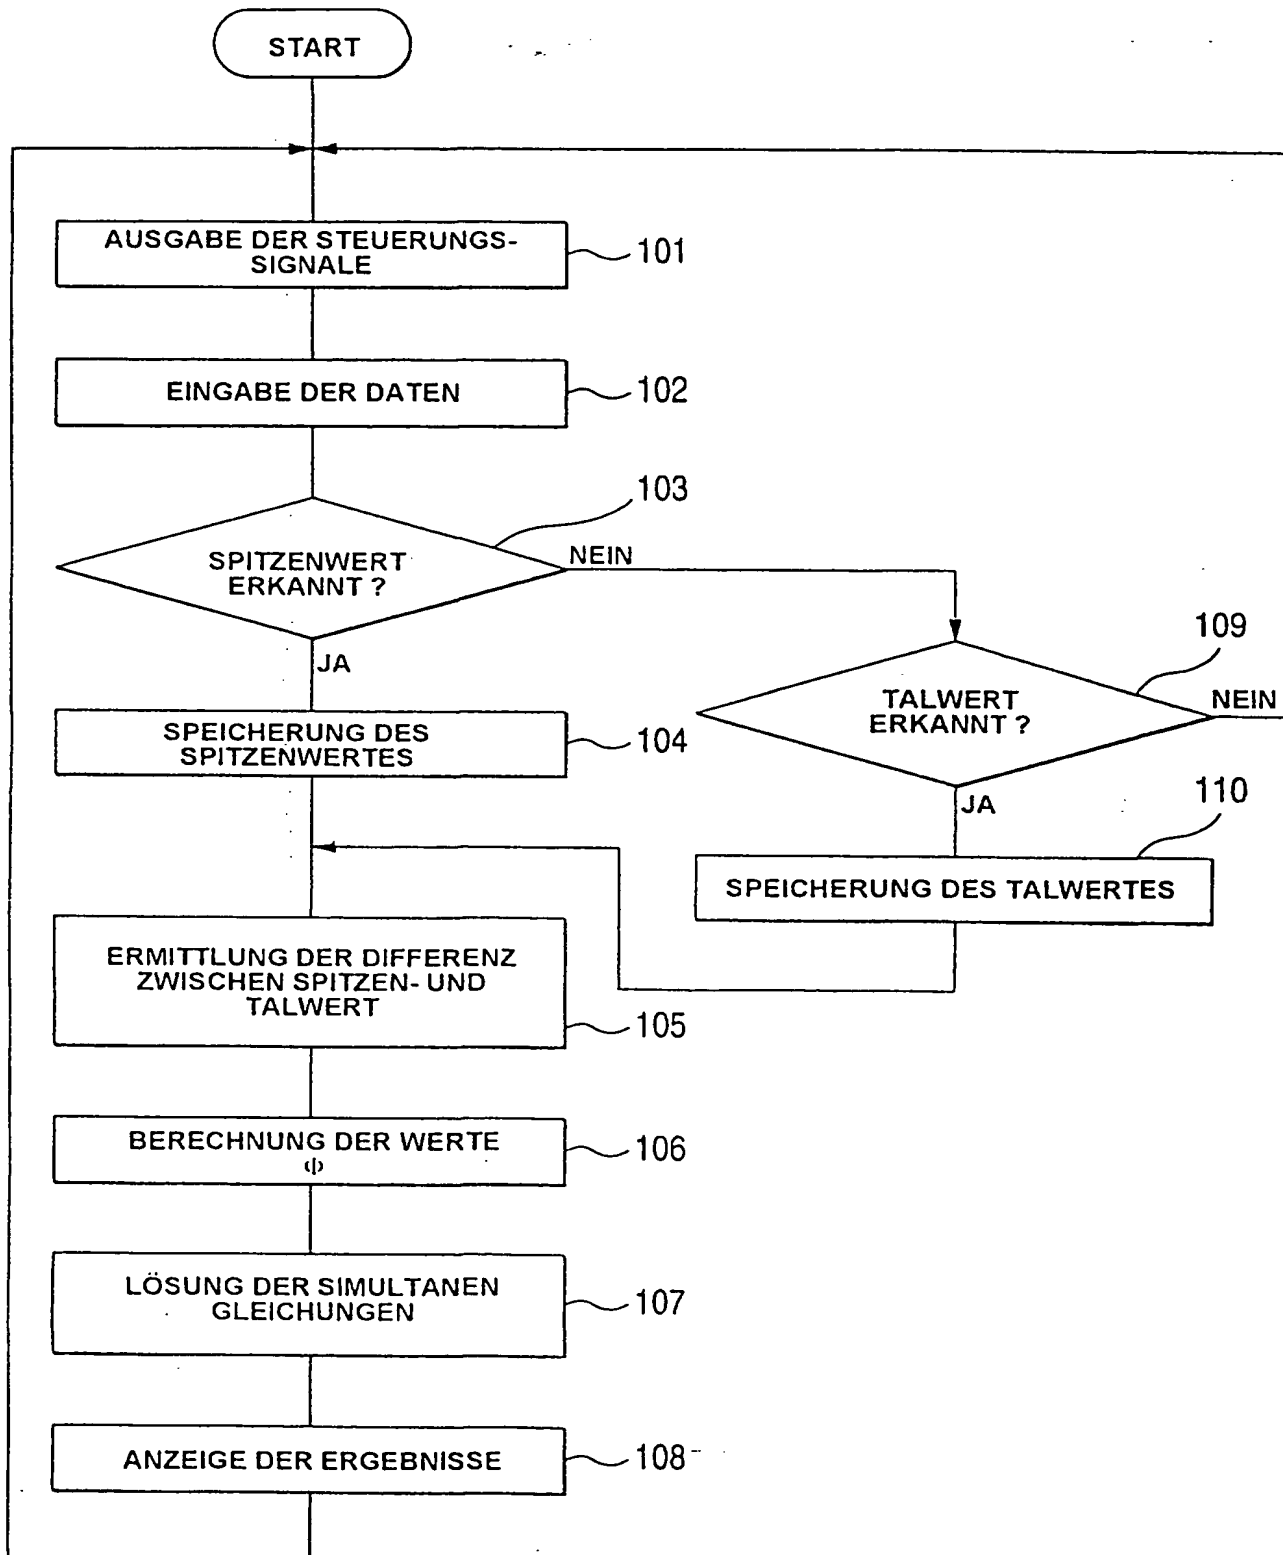 START
AUSGABE DER STEUERUNGS-
SIGNALE
101
EINGABE DER DATEN
102
103
SPITZENWERT
ERKANNT ?
NEIN
JA
109
TALWERT
ERKANNT ?
NEIN
JA
SPEICHERUNG DES
SPITZENWERTES
104
110
SPEICHERUNG DES TALWERTES
ERMITTLUNG DER DIFFERENZ
ZWISCHEN SPITZEN- UND
TALWERT
105
BERECHNUNG DER WERTE
Φ
106
LÖSUNG DER SIMULTANEN
GLEICHUNGEN
107
ANZEIGE DER ERGEBNISSE
108